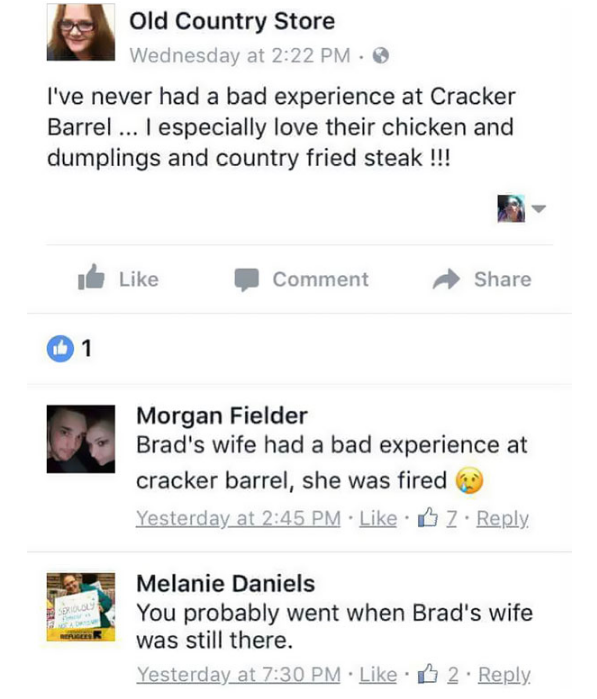 Old Country Store
Wednesday at 2:22 PM ·
I've never had a bad experience at Cracker
Barrel ... I especially love their chicken and
dumplings and country fried steak !!!
Like Comment Share
1
Morgan Fielder
Brad's wife had a bad experience at
cracker barrel, she was fired 😢
Yesterday at 2:45 PM · Like · 7 · Reply
Melanie Daniels
You probably went when Brad's wife
was still there.
SERIOUSLY
REFUGEES
Yesterday at 7:30 PM · Like · 2 · Reply